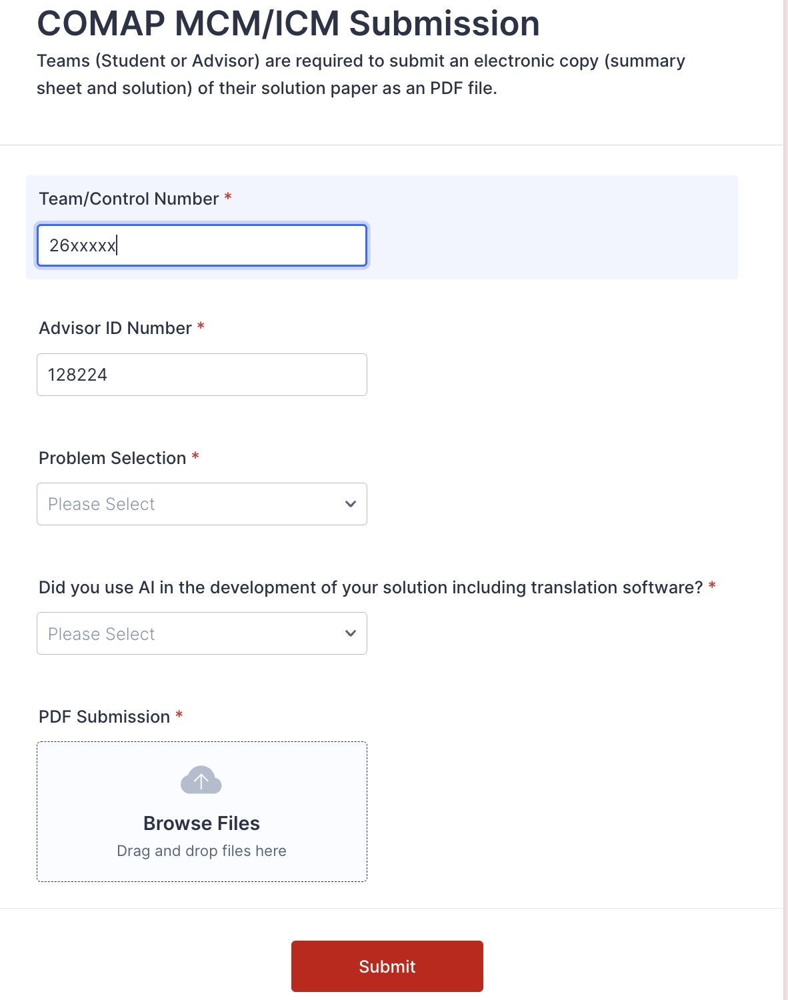 COMAP MCM/ICM Submission
Teams (Student or Advisor) are required to submit an electronic copy (summary
sheet and solution) of their solution paper as an PDF file.
Team/Control Number *
26xxxxx
Advisor ID Number *
128224
Problem Selection *
Please Select
Did you use AI in the development of your solution including translation software? *
Please Select
PDF Submission *
Browse Files
Drag and drop files here
Submit